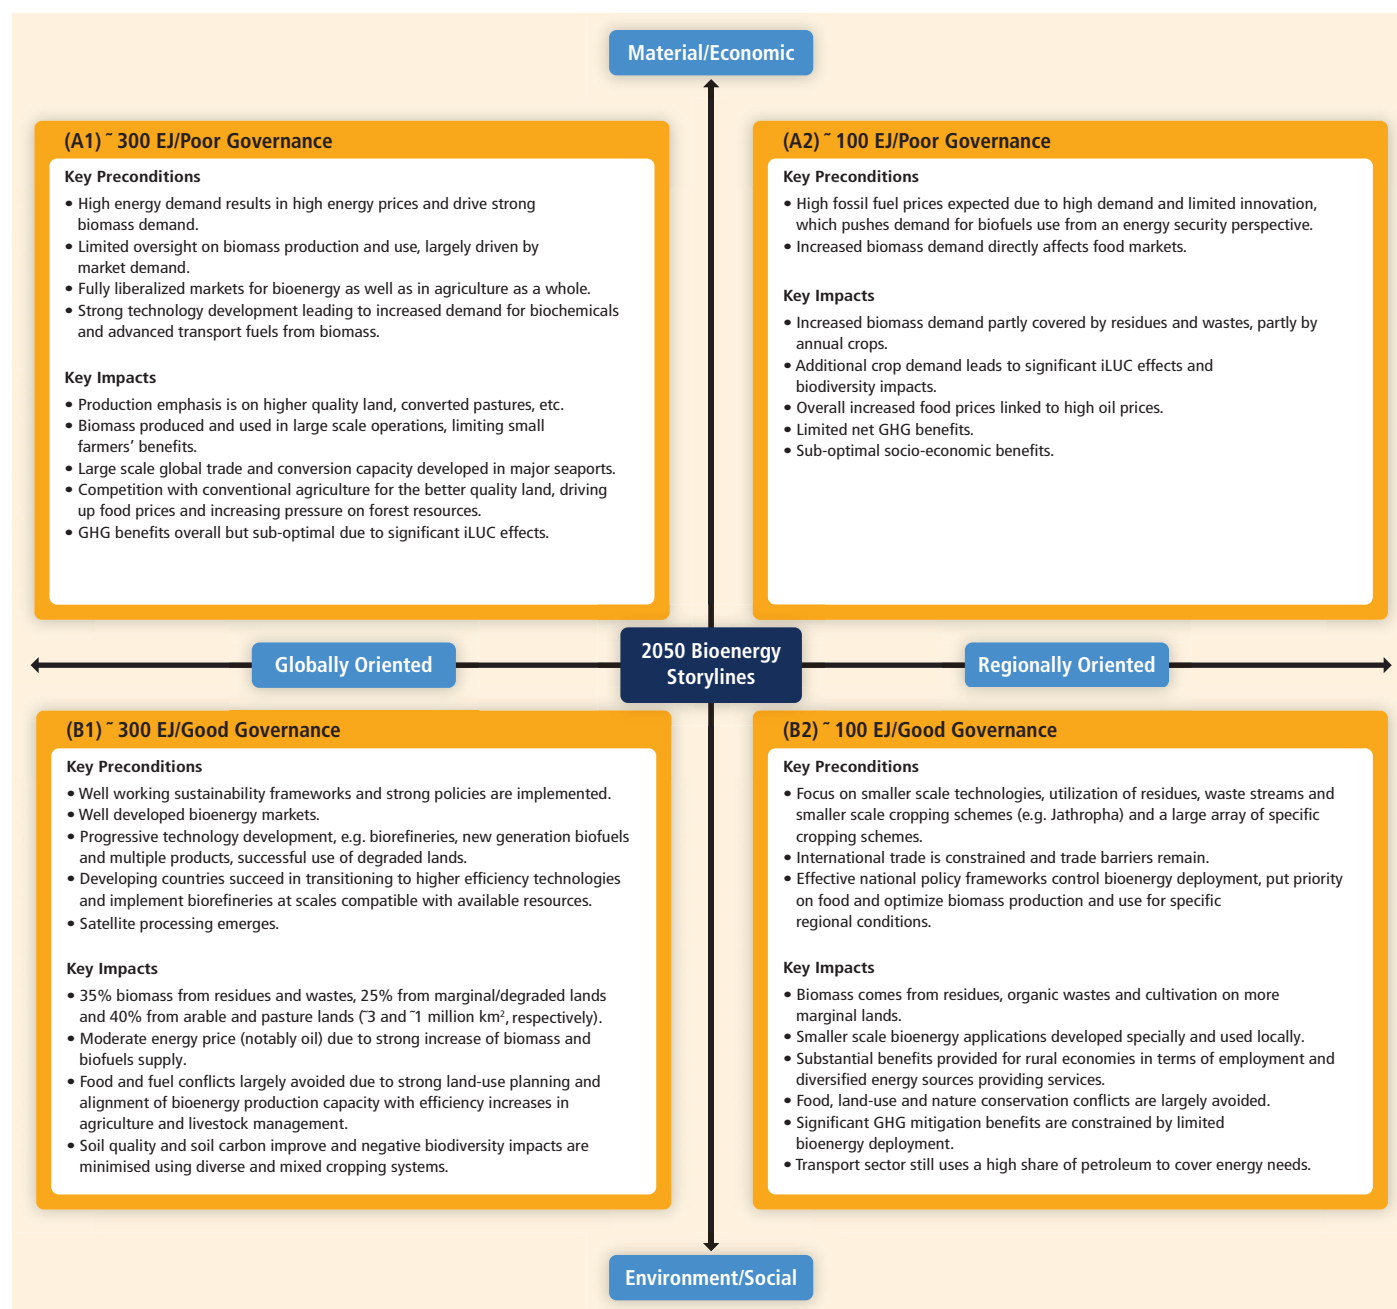 Material/Economic
(A1) ˜ 300 EJ/Poor Governance
Key Preconditions
• High energy demand results in high energy prices and drive strong
biomass demand.
• Limited oversight on biomass production and use, largely driven by
market demand.
• Fully liberalized markets for bioenergy as well as in agriculture as a whole.
• Strong technology development leading to increased demand for biochemicals
and advanced transport fuels from biomass.
Key Impacts
• Production emphasis is on higher quality land, converted pastures, etc.
• Biomass produced and used in large scale operations, limiting small
farmers’ benefits.
• Large scale global trade and conversion capacity developed in major seaports.
• Competition with conventional agriculture for the better quality land, driving
up food prices and increasing pressure on forest resources.
• GHG benefits overall but sub-optimal due to significant iLUC effects.
(A2) ˜ 100 EJ/Poor Governance
Key Preconditions
• High fossil fuel prices expected due to high demand and limited innovation,
which pushes demand for biofuels use from an energy security perspective.
• Increased biomass demand directly affects food markets.
Key Impacts
• Increased biomass demand partly covered by residues and wastes, partly by
annual crops.
• Additional crop demand leads to significant iLUC effects and
biodiversity impacts.
• Overall increased food prices linked to high oil prices.
• Limited net GHG benefits.
• Sub-optimal socio-economic benefits.
Globally Oriented
2050 Bioenergy
Storylines
Regionally Oriented
(B1) ˜ 300 EJ/Good Governance
Key Preconditions
• Well working sustainability frameworks and strong policies are implemented.
• Well developed bioenergy markets.
• Progressive technology development, e.g. biorefineries, new generation biofuels
and multiple products, successful use of degraded lands.
• Developing countries succeed in transitioning to higher efficiency technologies
and implement biorefineries at scales compatible with available resources.
• Satellite processing emerges.
Key Impacts
• 35% biomass from residues and wastes, 25% from marginal/degraded lands
and 40% from arable and pasture lands (˜3 and ˜1 million km², respectively).
• Moderate energy price (notably oil) due to strong increase of biomass and
biofuels supply.
• Food and fuel conflicts largely avoided due to strong land-use planning and
alignment of bioenergy production capacity with efficiency increases in
agriculture and livestock management.
• Soil quality and soil carbon improve and negative biodiversity impacts are
minimised using diverse and mixed cropping systems.
(B2) ˜ 100 EJ/Good Governance
Key Preconditions
• Focus on smaller scale technologies, utilization of residues, waste streams and
smaller scale cropping schemes (e.g. Jathropha) and a large array of specific
cropping schemes.
• International trade is constrained and trade barriers remain.
• Effective national policy frameworks control bioenergy deployment, put priority
on food and optimize biomass production and use for specific
regional conditions.
Key Impacts
• Biomass comes from residues, organic wastes and cultivation on more
marginal lands.
• Smaller scale bioenergy applications developed specially and used locally.
• Substantial benefits provided for rural economies in terms of employment and
diversified energy sources providing services.
• Food, land-use and nature conservation conflicts are largely avoided.
• Significant GHG mitigation benefits are constrained by limited
bioenergy deployment.
• Transport sector still uses a high share of petroleum to cover energy needs.
Environment/Social